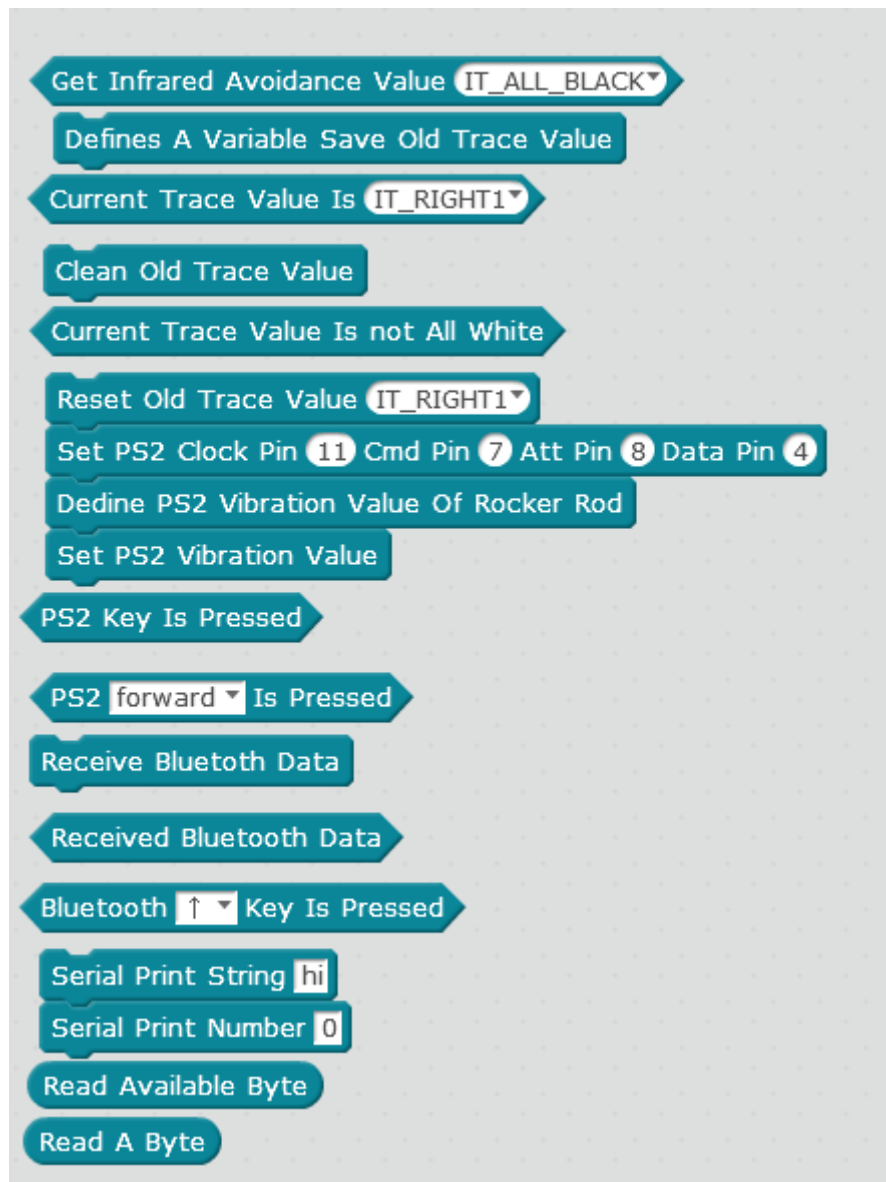 Get Infrared Avoidance Value IT_ALL_BLACK
Defines A Variable Save Old Trace Value
Current Trace Value Is IT_RIGHT1
Clean Old Trace Value
Current Trace Value Is not All White
Reset Old Trace Value IT_RIGHT1
Set PS2 Clock Pin 11 Cmd Pin 7 Att Pin 8 Data Pin 4
Dedine PS2 Vibration Value Of Rocker Rod
Set PS2 Vibration Value
PS2 Key Is Pressed
PS2 forward Is Pressed
Receive Bluetoth Data
Received Bluetooth Data
Bluetooth ↑ Key Is Pressed
Serial Print String hi
Serial Print Number 0
Read Available Byte
Read A Byte